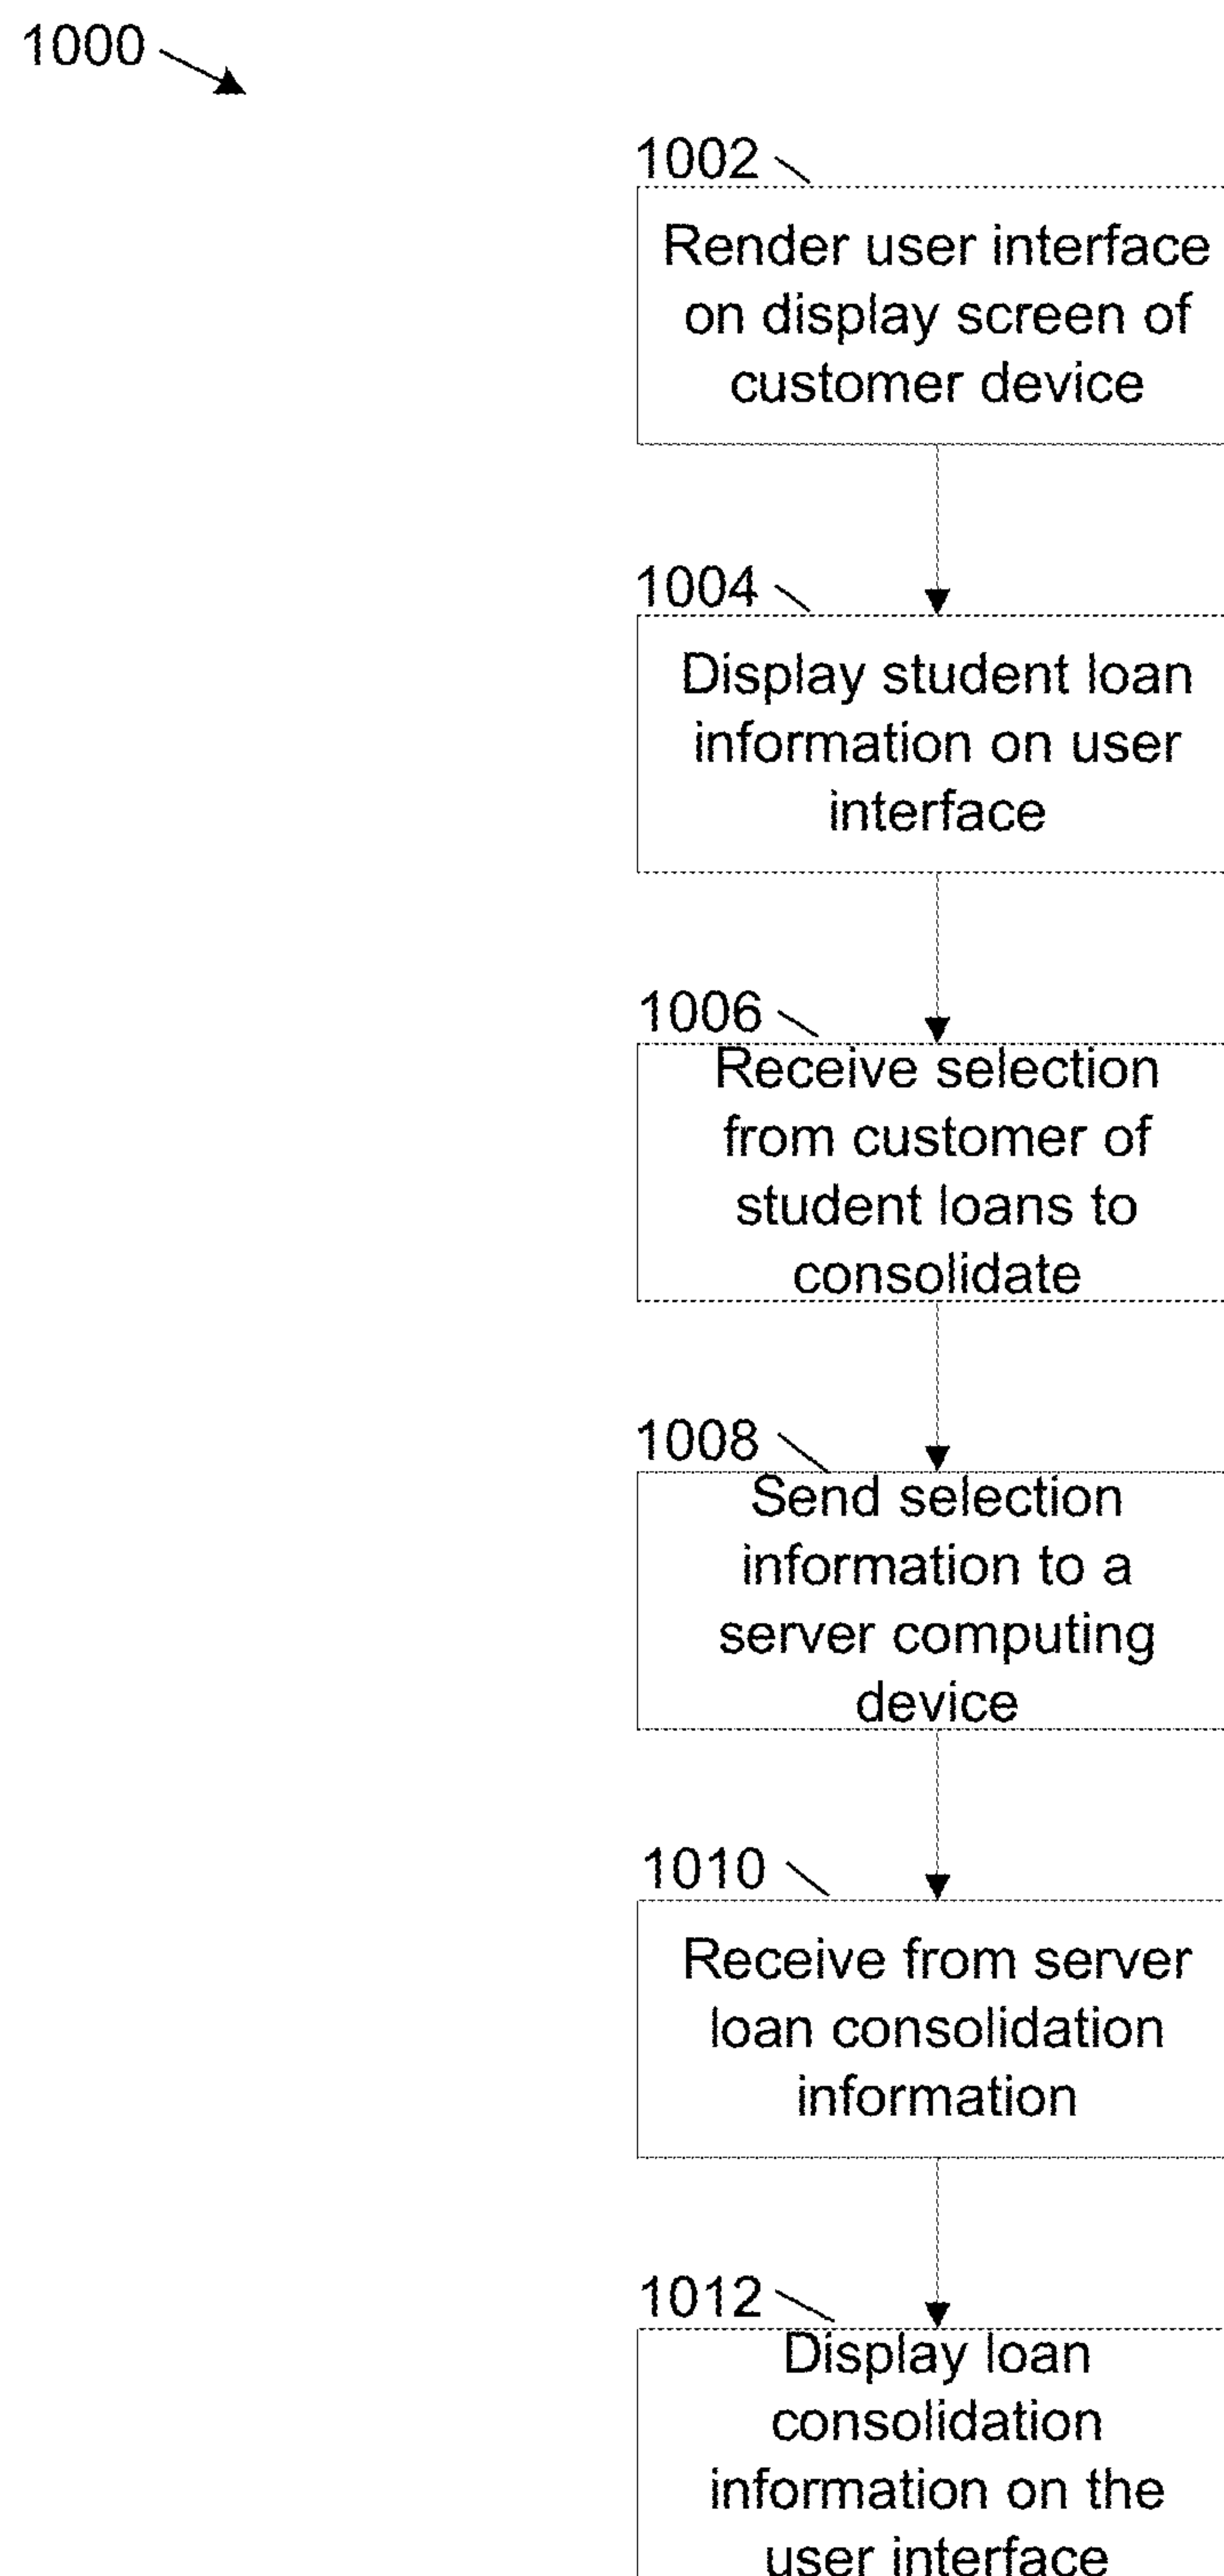 1000
1002
Render user interface
on display screen of
customer device
1004
Display student loan
information on user
interface
1006
Receive selection
from customer of
student loans to
consolidate
1008
Send selection
information to a
server computing
device
1010
Receive from server
loan consolidation
information
1012
Display loan
consolidation
information on the
user interface